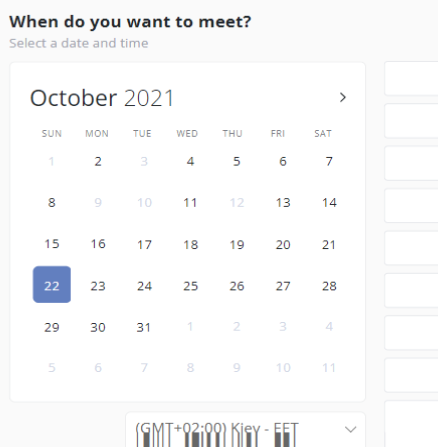 When do you want to meet?
Select a date and time
October 2021
SUN MON TUE WED THU FRI SAT
1 2 3 4 5 6 7
8 9 10 11 12 13 14
15 16 17 18 19 20 21
22 23 24 25 26 27 28
29 30 31 1 2 3 4
5 6 7 8 9 10 11
(GMT+02:00) Kiev - EET